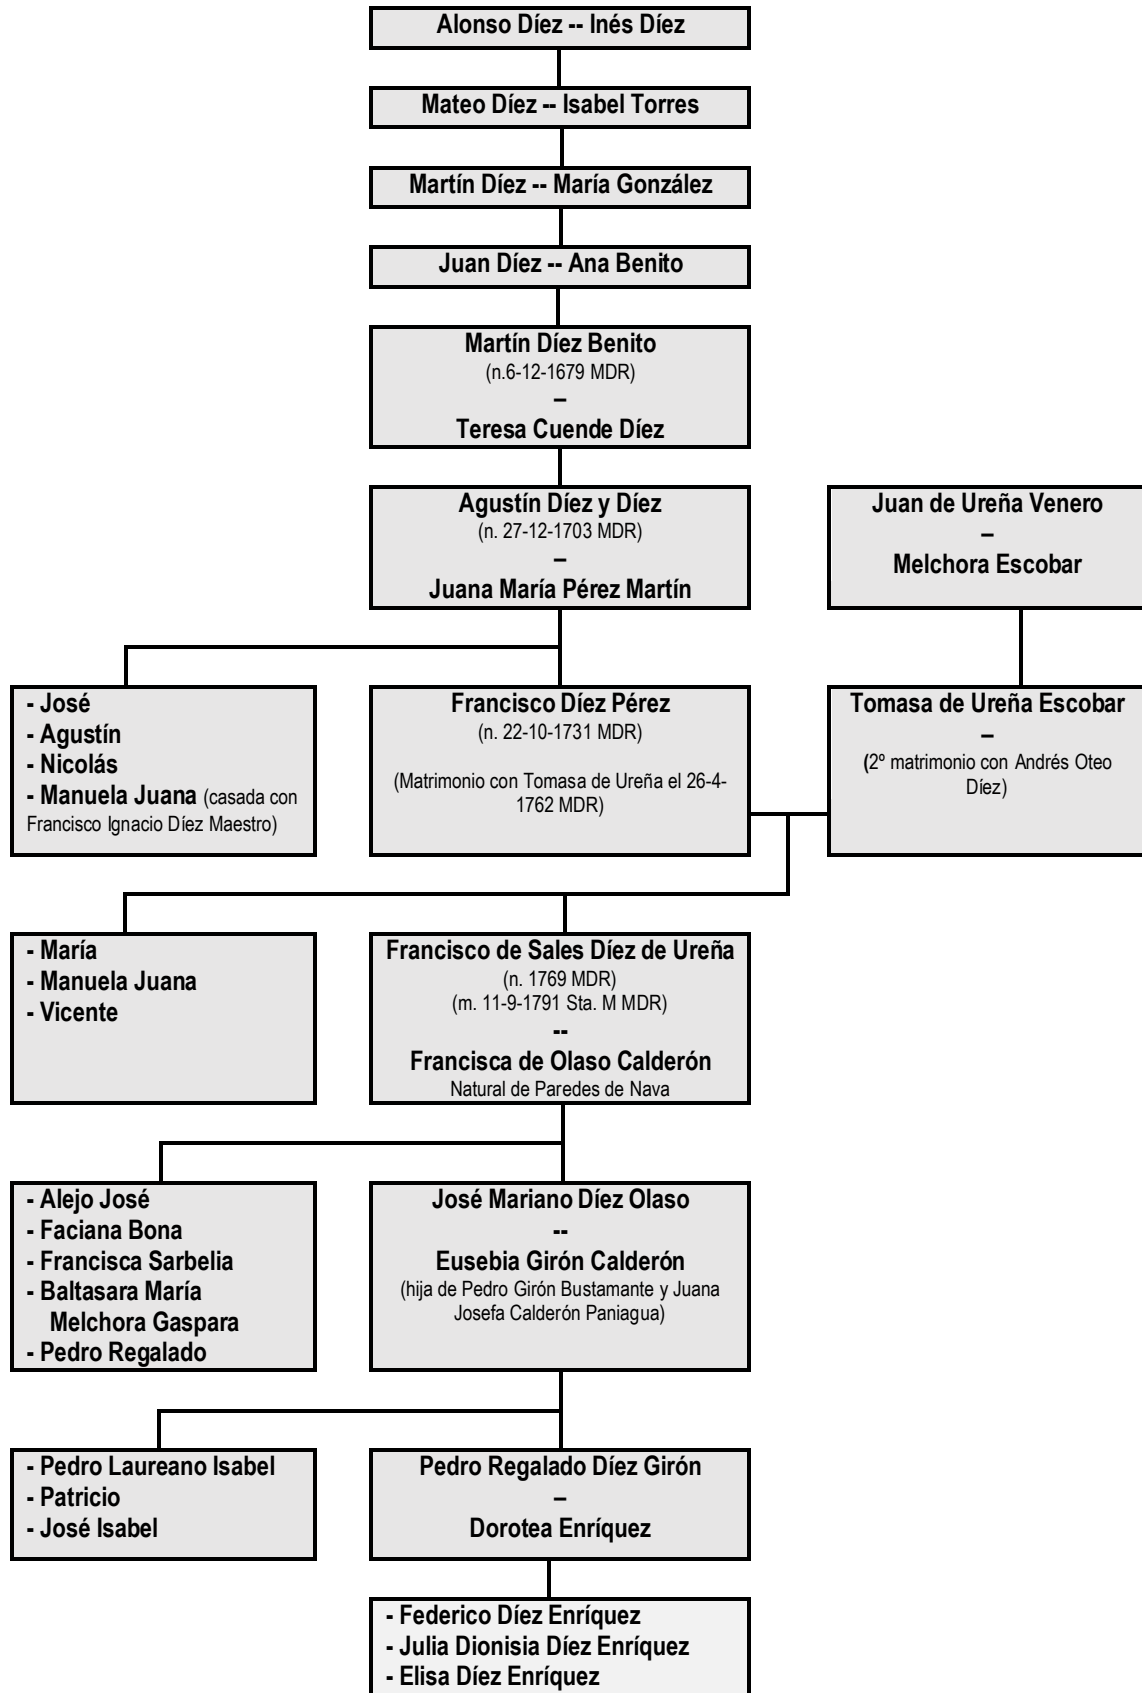 Alonso Díez -- Inés Díez
Mateo Díez -- Isabel Torres
Martín Díez -- María González
Juan Díez -- Ana Benito
Martín Díez Benito
(n.6-12-1679 MDR)
–
Teresa Cuende Díez
Agustín Díez y Díez
(n. 27-12-1703 MDR)
–
Juana María Pérez Martín
Juan de Ureña Venero
–
Melchora Escobar
- José
- Agustín
- Nicolás
- Manuela Juana (casada con
Francisco Ignacio Díez Maestro)
Francisco Díez Pérez
(n. 22-10-1731 MDR)
(Matrimonio con Tomasa de Ureña el 26-4-
1762 MDR)
Tomasa de Ureña Escobar
–
(2º matrimonio con Andrés Oteo
Díez)
- María
- Manuela Juana
- Vicente
Francisco de Sales Díez de Ureña
(n. 1769 MDR)
(m. 11-9-1791 Sta. M MDR)
--
Francisca de Olaso Calderón
Natural de Paredes de Nava
- Alejo José
- Faciana Bona
- Francisca Sarbelia
- Baltasara María
Melchora Gaspara
- Pedro Regalado
José Mariano Díez Olaso
--
Eusebia Girón Calderón
(hija de Pedro Girón Bustamante y Juana
Josefa Calderón Paniagua)
- Pedro Laureano Isabel
- Patricio
- José Isabel
Pedro Regalado Díez Girón
–
Dorotea Enríquez
- Federico Díez Enríquez
- Julia Dionisia Díez Enríquez
- Elisa Díez Enríquez